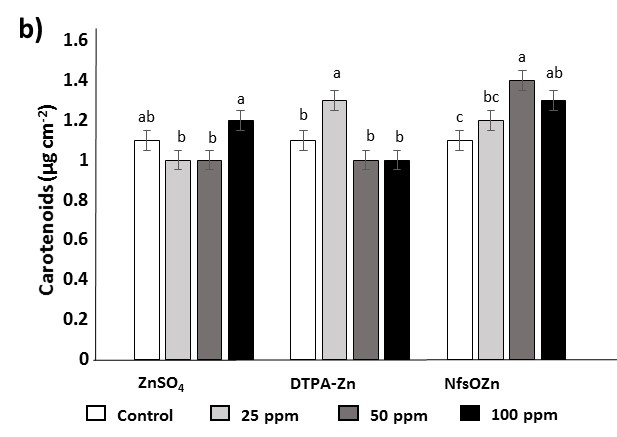 b)
Carotenoids (µg cm-2)
1.6
1.4
1.2
1
0.8
0.6
0.4
0.2
0
ab
b
b
a
b
a
b
b
c
bc
a
ab
ZnSO4
DTPA-Zn
NfsOZn
Control
25 ppm
50 ppm
100 ppm